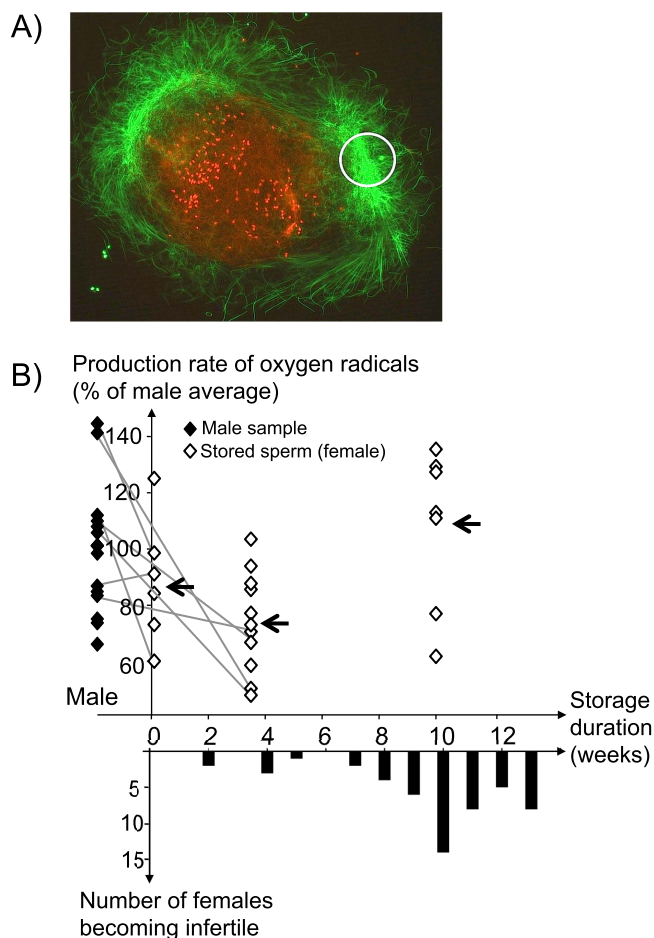 A)
B)
Production rate of oxygen radicals
(% of male average)
140
120
100
80
60
Male sample
Stored sperm (female)
Male
0 2 4 6 8 10 12
Storage
duration
(weeks)
0
5
10
15
Number of females
becoming infertile